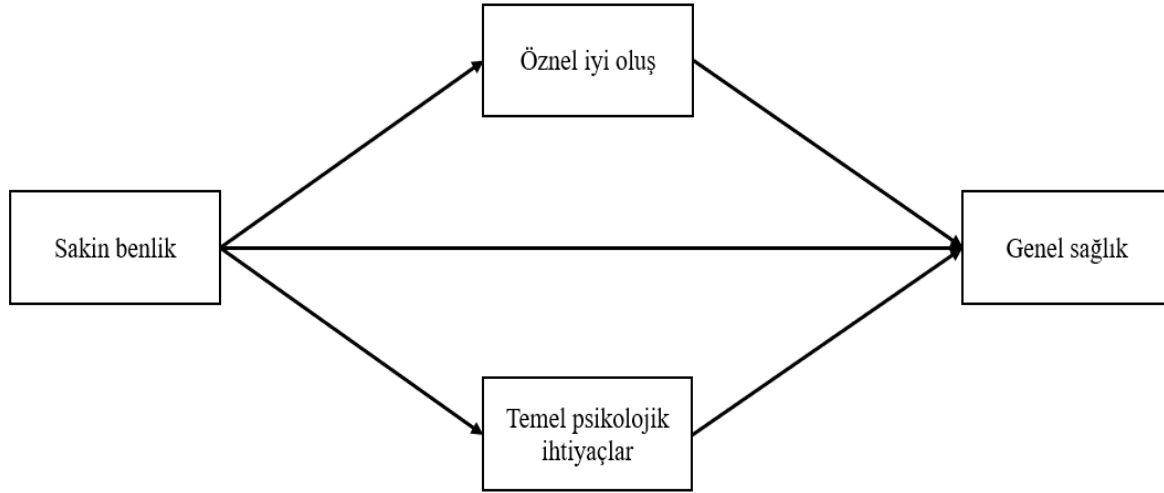 Öznel iyi oluş
Sakin benlik
Genel sağlık
Temel psikolojik
ihtiyaçlar